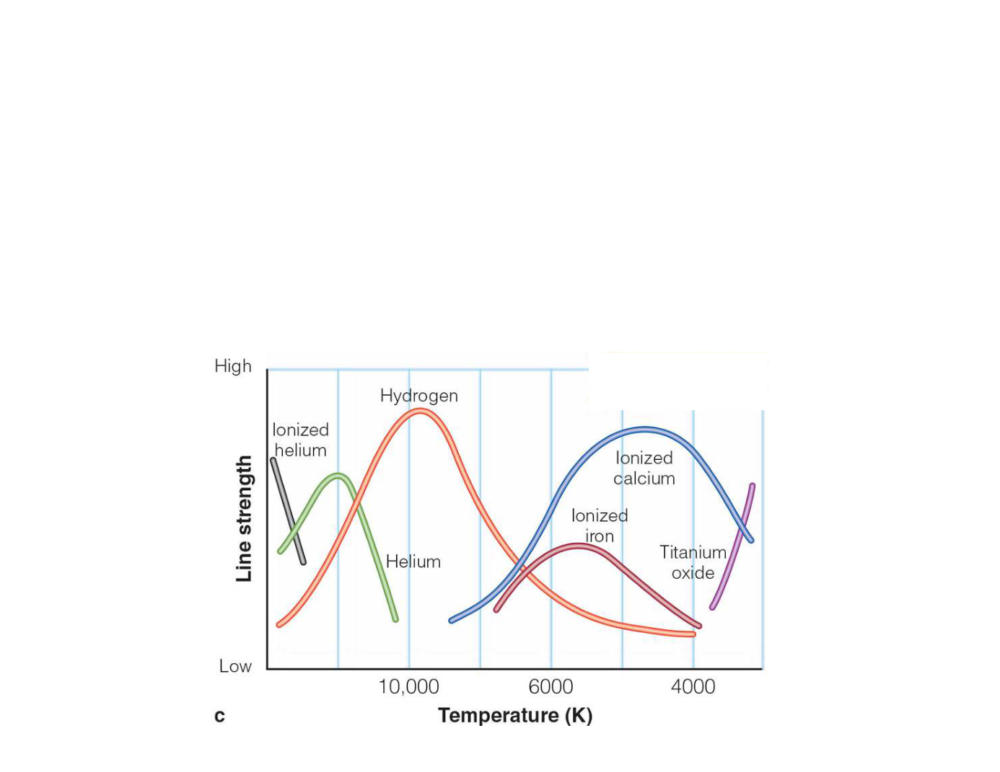 High
Hydrogen
Ionized
helium
Ionized
calcium
Ionized
iron
Titanium
oxide
Helium
Line strength
Low
10,000
6000
4000
c
Temperature (K)